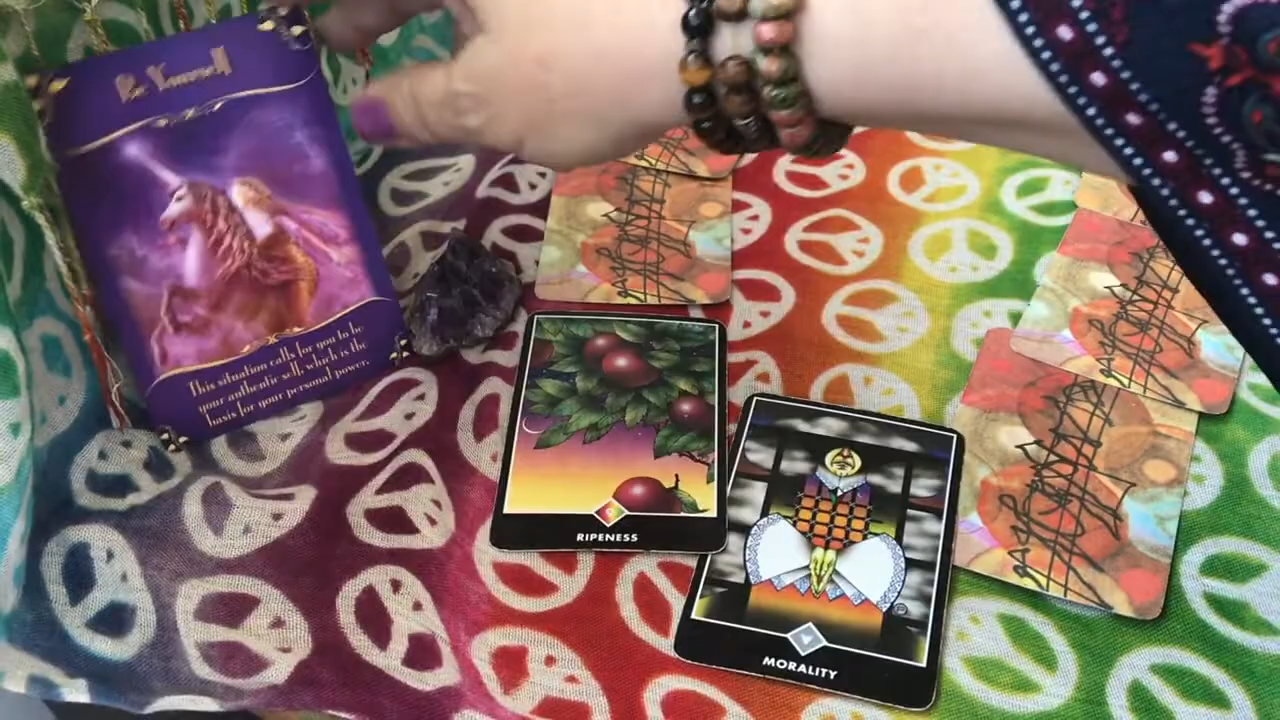 Be Yourself
This situation calls for you to be
your authentic self, which is the
basis for your personal power.
9
RIPENESS
MORALITY